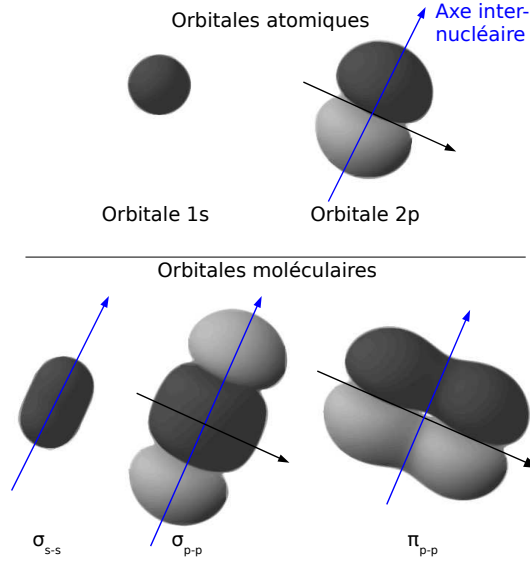 Orbitales atomiques
Axe inter-
nucléaire
Orbitale 1s
Orbitale 2p
Orbitales moléculaires
σs-s
σp-p
πp-p